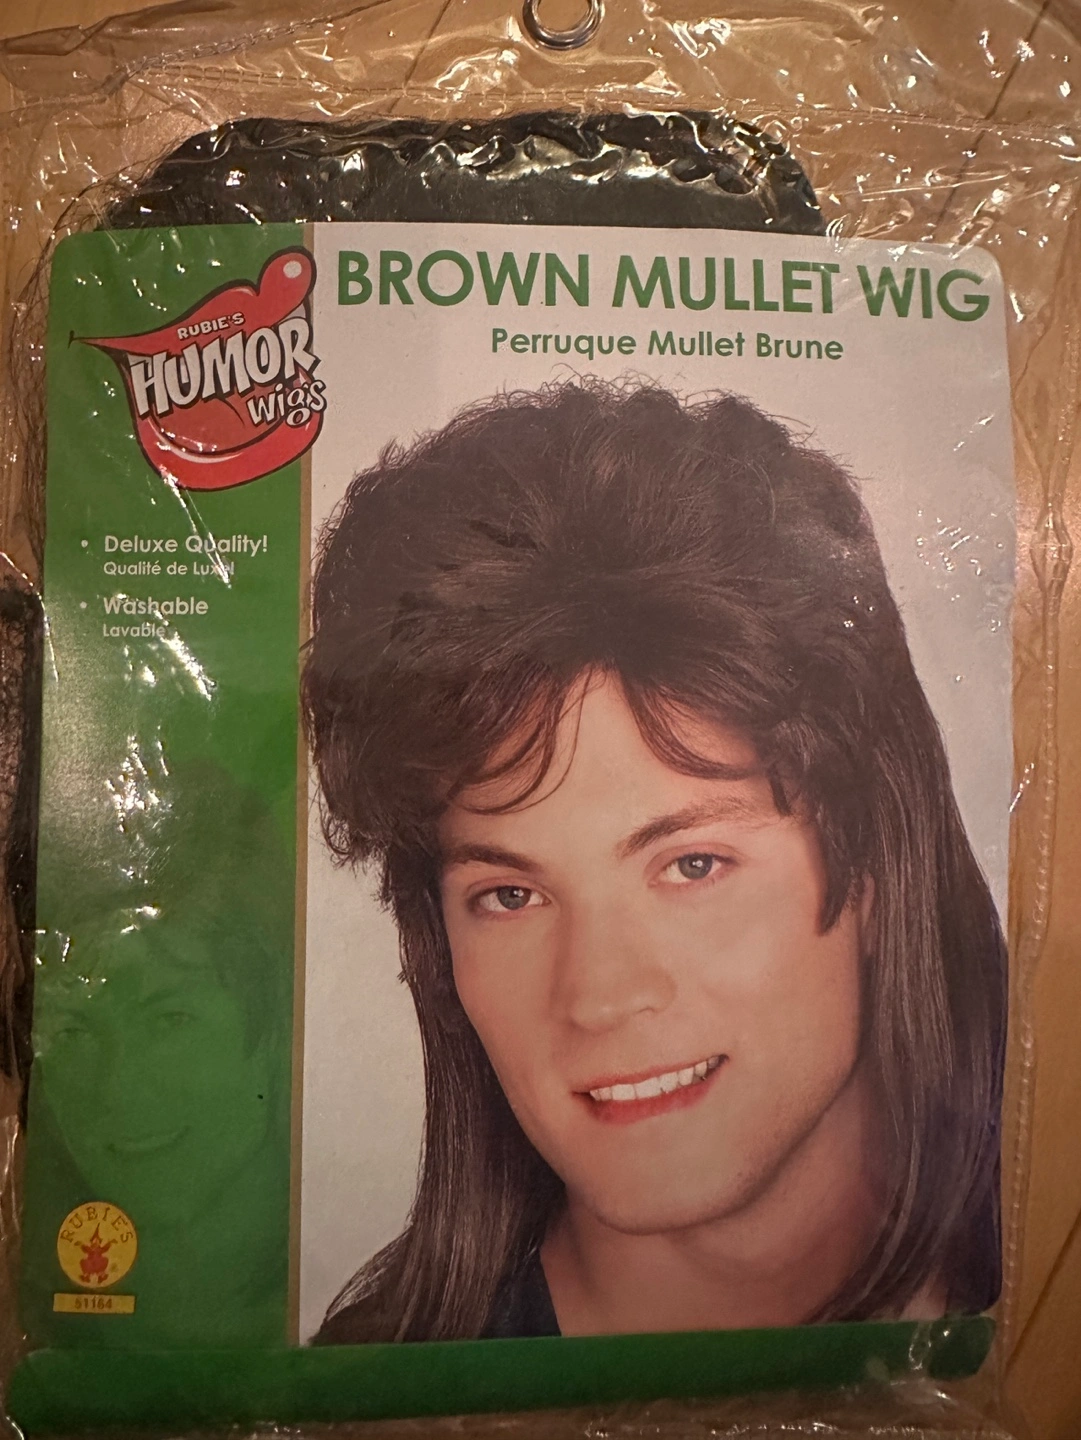 BROWN MULLET WIG
Perruque Mullet Brune
RUBIE'S
HUMOR
Wigs
• Deluxe Quality!
Qualité de Luxe!
• Washable
Lavable
RUBIE'S
51164